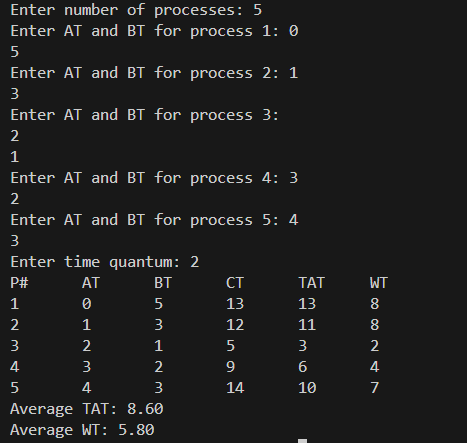 Enter number of processes: 5
Enter AT and BT for process 1: 0
5
Enter AT and BT for process 2: 1
3
Enter AT and BT for process 3:
2
1
Enter AT and BT for process 4: 3
2
Enter AT and BT for process 5: 4
3
Enter time quantum: 2
P# AT BT CT TAT WT
1 0 5 13 13 8
2 1 3 12 11 8
3 2 1 5 3 2
4 3 2 9 6 4
5 4 3 14 10 7
Average TAT: 8.60
Average WT: 5.80